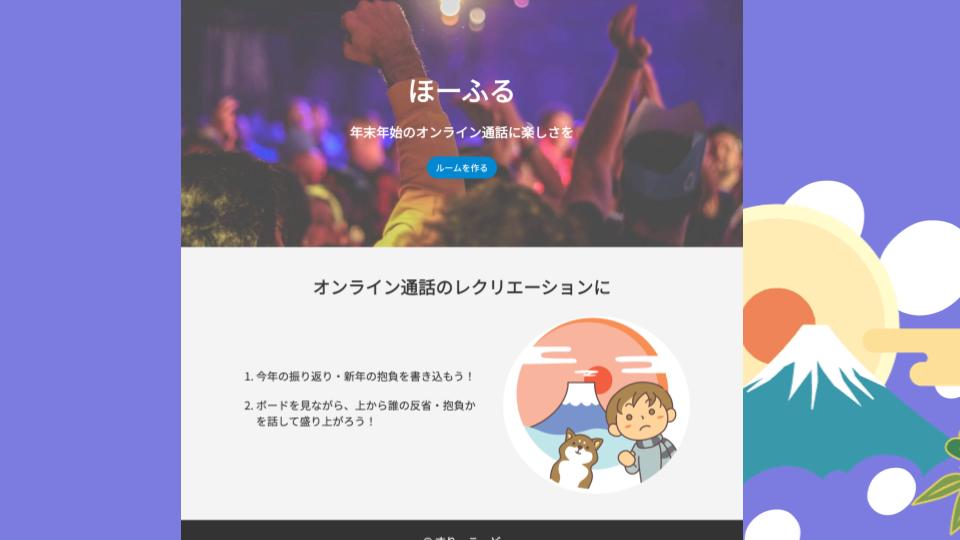 ほーふる
年末年始のオンライン通話に楽しさを
ルームを作る
オンライン通話のレクリエーションに
1. 今年の振り返り・新年の抱負を書き込もう！
2. ボードを見ながら、上から誰の反省・抱負か
を話して盛り上がろう！